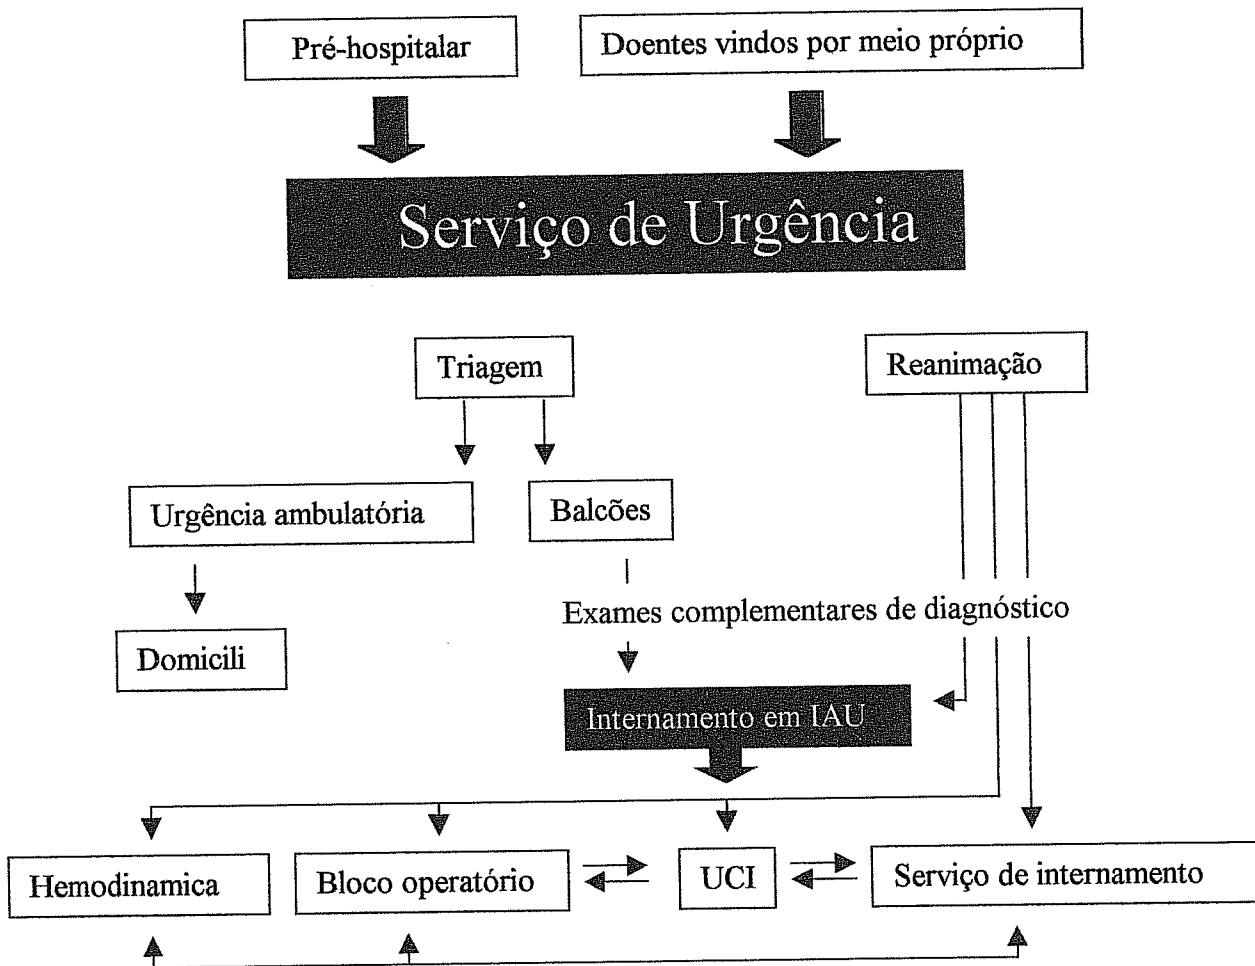 Pré-hospitalar
Doentes vindos por meio próprio
Serviço de Urgência
Triagem
Reanimação
Urgência ambulatória
Balcões
Exames complementares de diagnóstico
Domicili
Internamento em IAU
Hemodinamica
Bloco operatório
UCI
Serviço de internamento